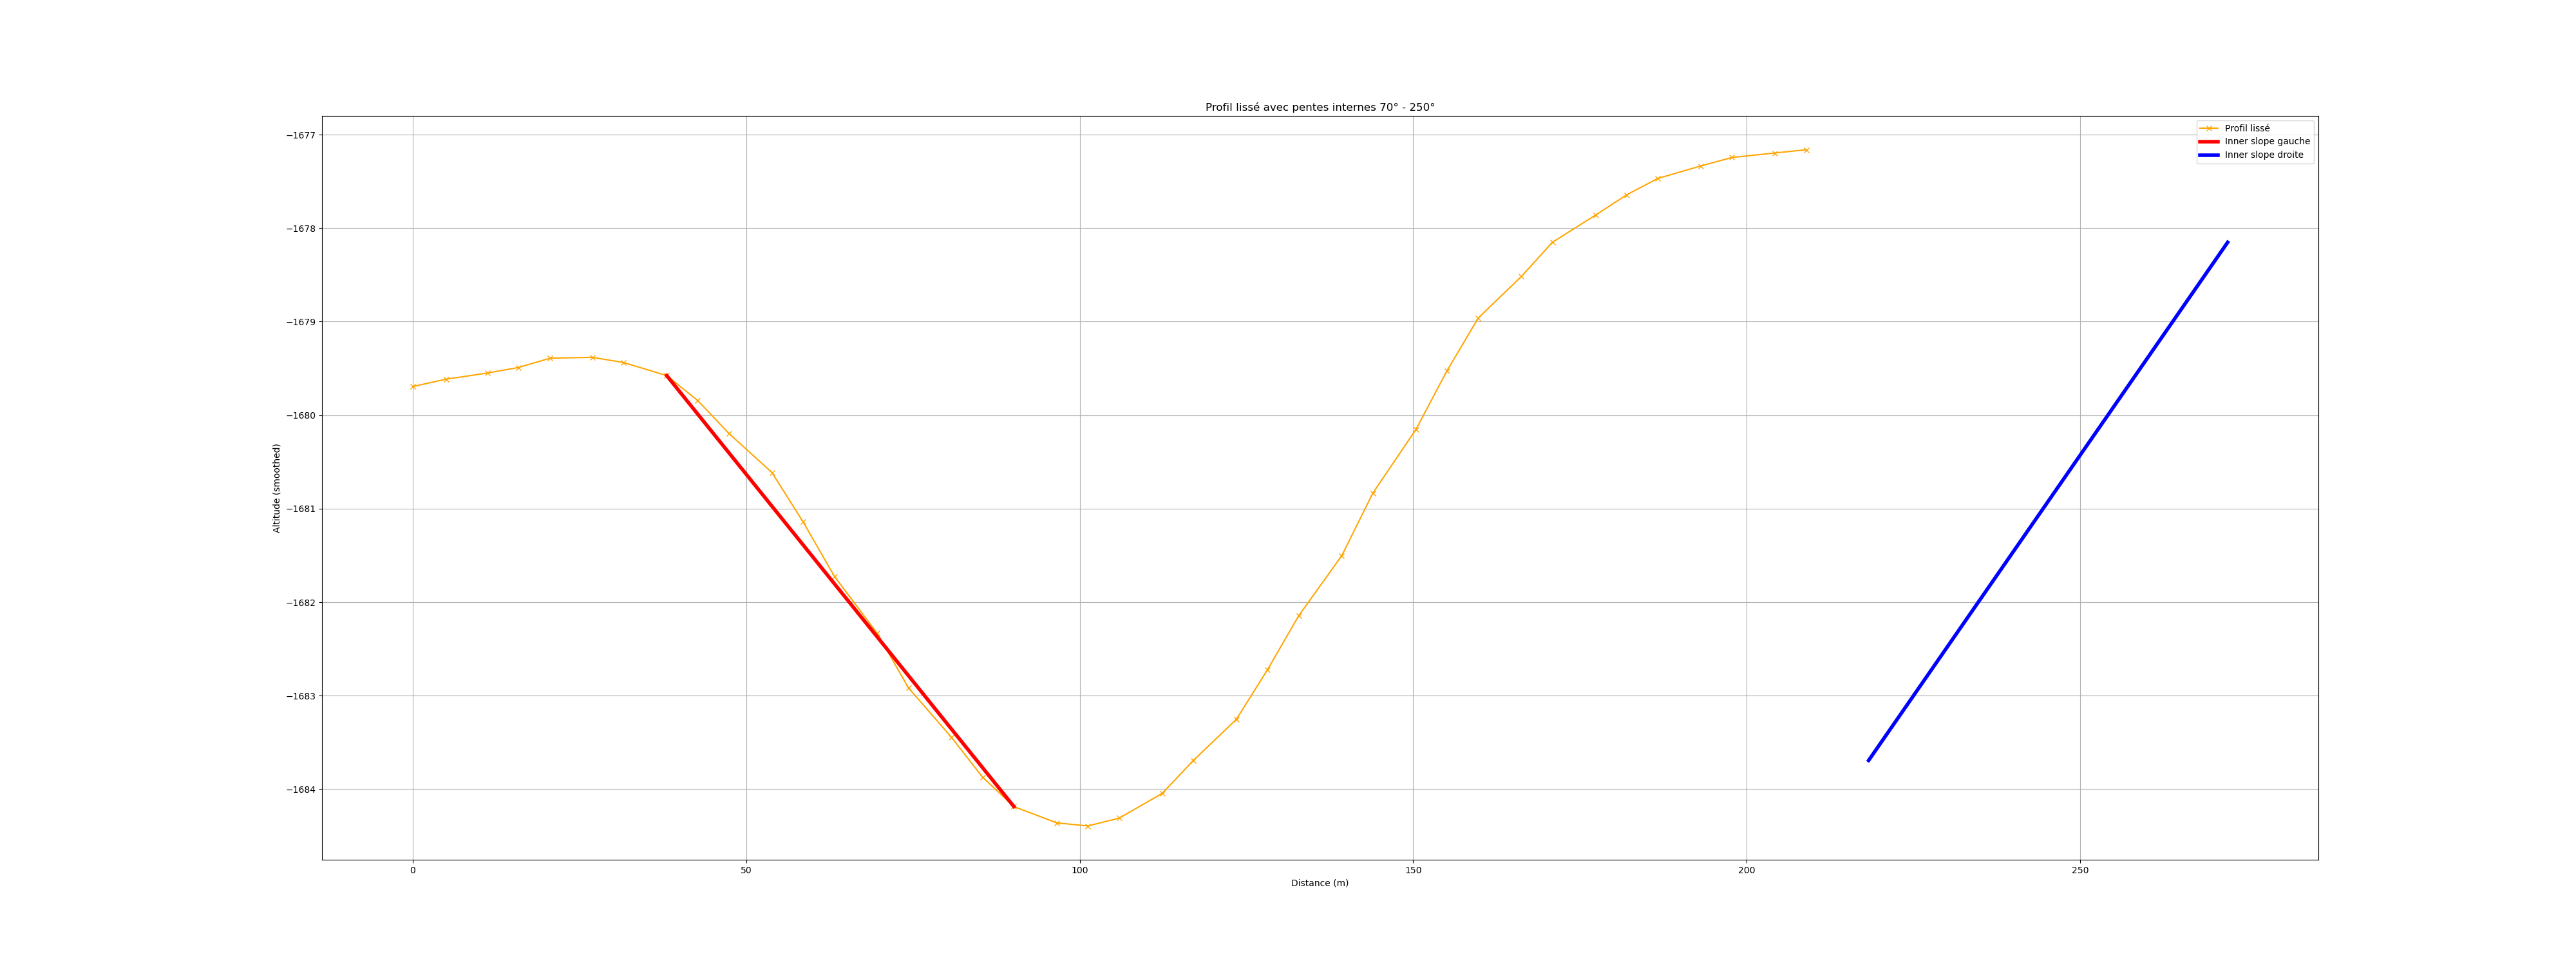 Profil lissé avec pentes internes 70° - 250°
Profil lissé
Inner slope gauche
Inner slope droite
−1677
−1678
−1679
−1680
−1681
−1682
−1683
−1684
Altitude (smoothed)
0 50 100 150 200 250
Distance (m)